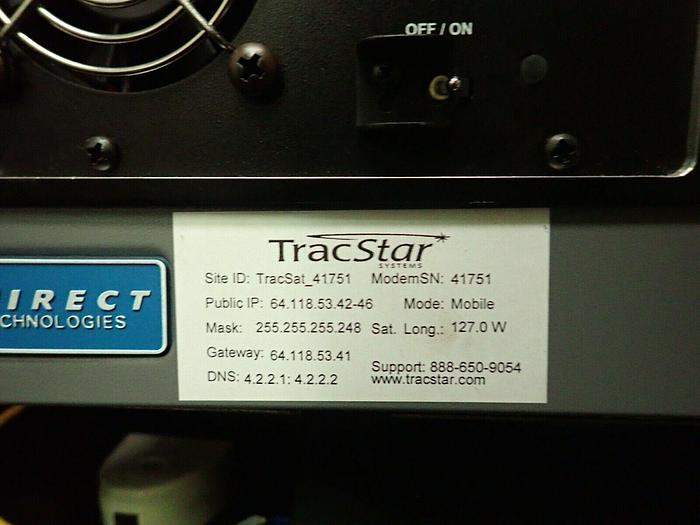 OFF / ON
TracStar
SYSTEMS
Site ID: TracSat_41751 ModemSN: 41751
Public IP: 64.118.53.42-46 Mode: Mobile
Mask: 255.255.255.248 Sat. Long.: 127.0 W
Gateway: 64.118.53.41
Support: 888-650-9054
DNS: 4.2.2.1: 4.2.2.2 www.tracstar.com
IRECT
CHNOLOGIES